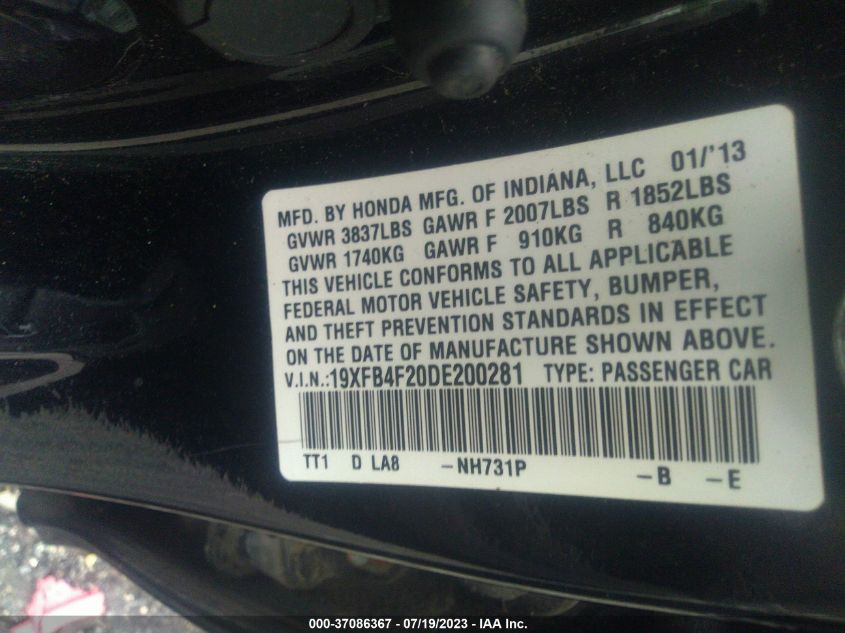 MFD. BY HONDA MFG. OF INDIANA, LLC 01/'13
GVWR 3837LBS GAWR F 2007LBS R 1852LBS
GVWR 1740KG GAWR F 910KG R 840KG
THIS VEHICLE CONFORMS TO ALL APPLICABLE
FEDERAL MOTOR VEHICLE SAFETY, BUMPER,
AND THEFT PREVENTION STANDARDS IN EFFECT
ON THE DATE OF MANUFACTURE SHOWN ABOVE.
V.I.N.:19XFB4F20DE200281 TYPE: PASSENGER CAR
TT1 D LA8 -NH731P -B -E
000-37086367 - 07/19/2023 - IAA Inc.